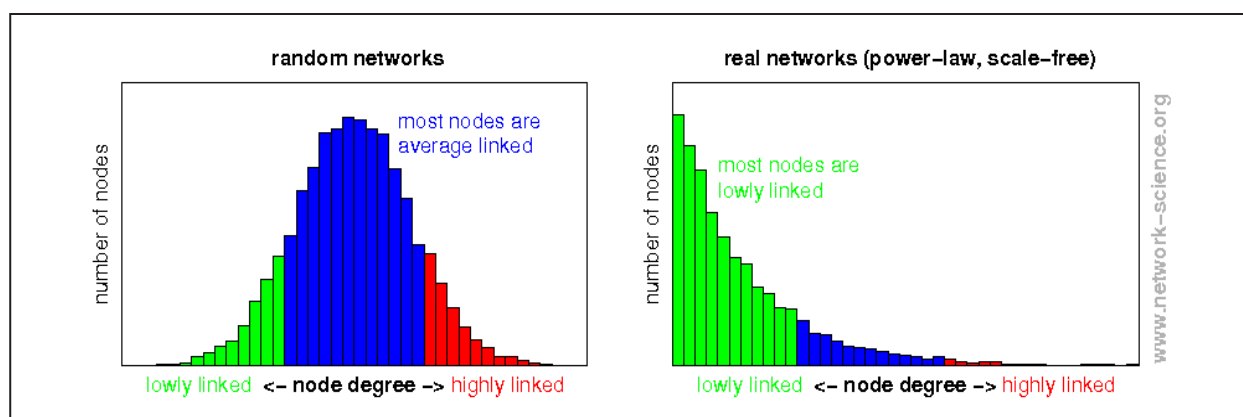 random networks
number of nodes
most nodes are
average linked
lowly linked <– node degree –> highly linked
real networks (power–law, scale–free)
number of nodes
most nodes are
lowly linked
lowly linked <– node degree –> highly linked
www.network–science.org